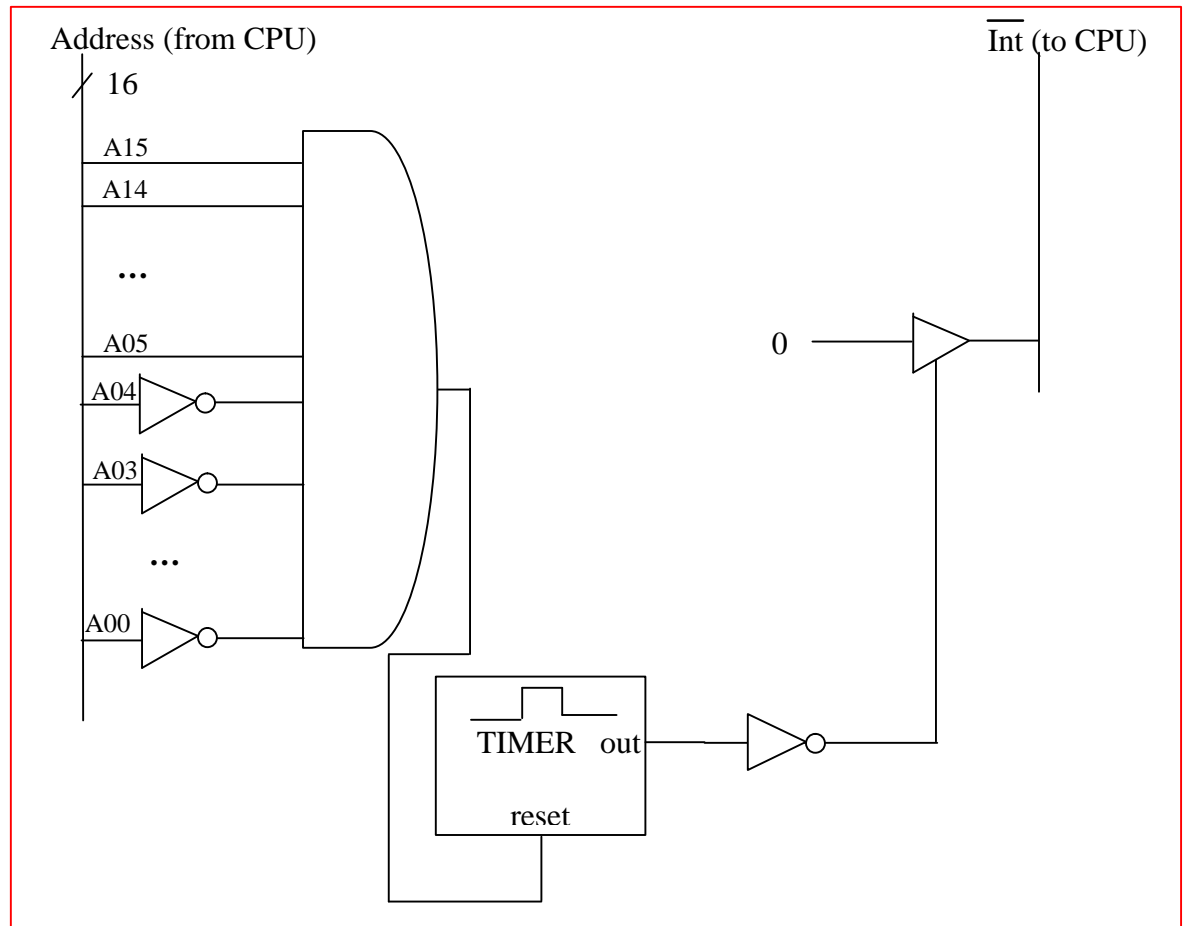 Address (from CPU)
Int (to CPU)
16
A15
A14
...
A05
0
A04
A03
...
A00
TIMER out
reset